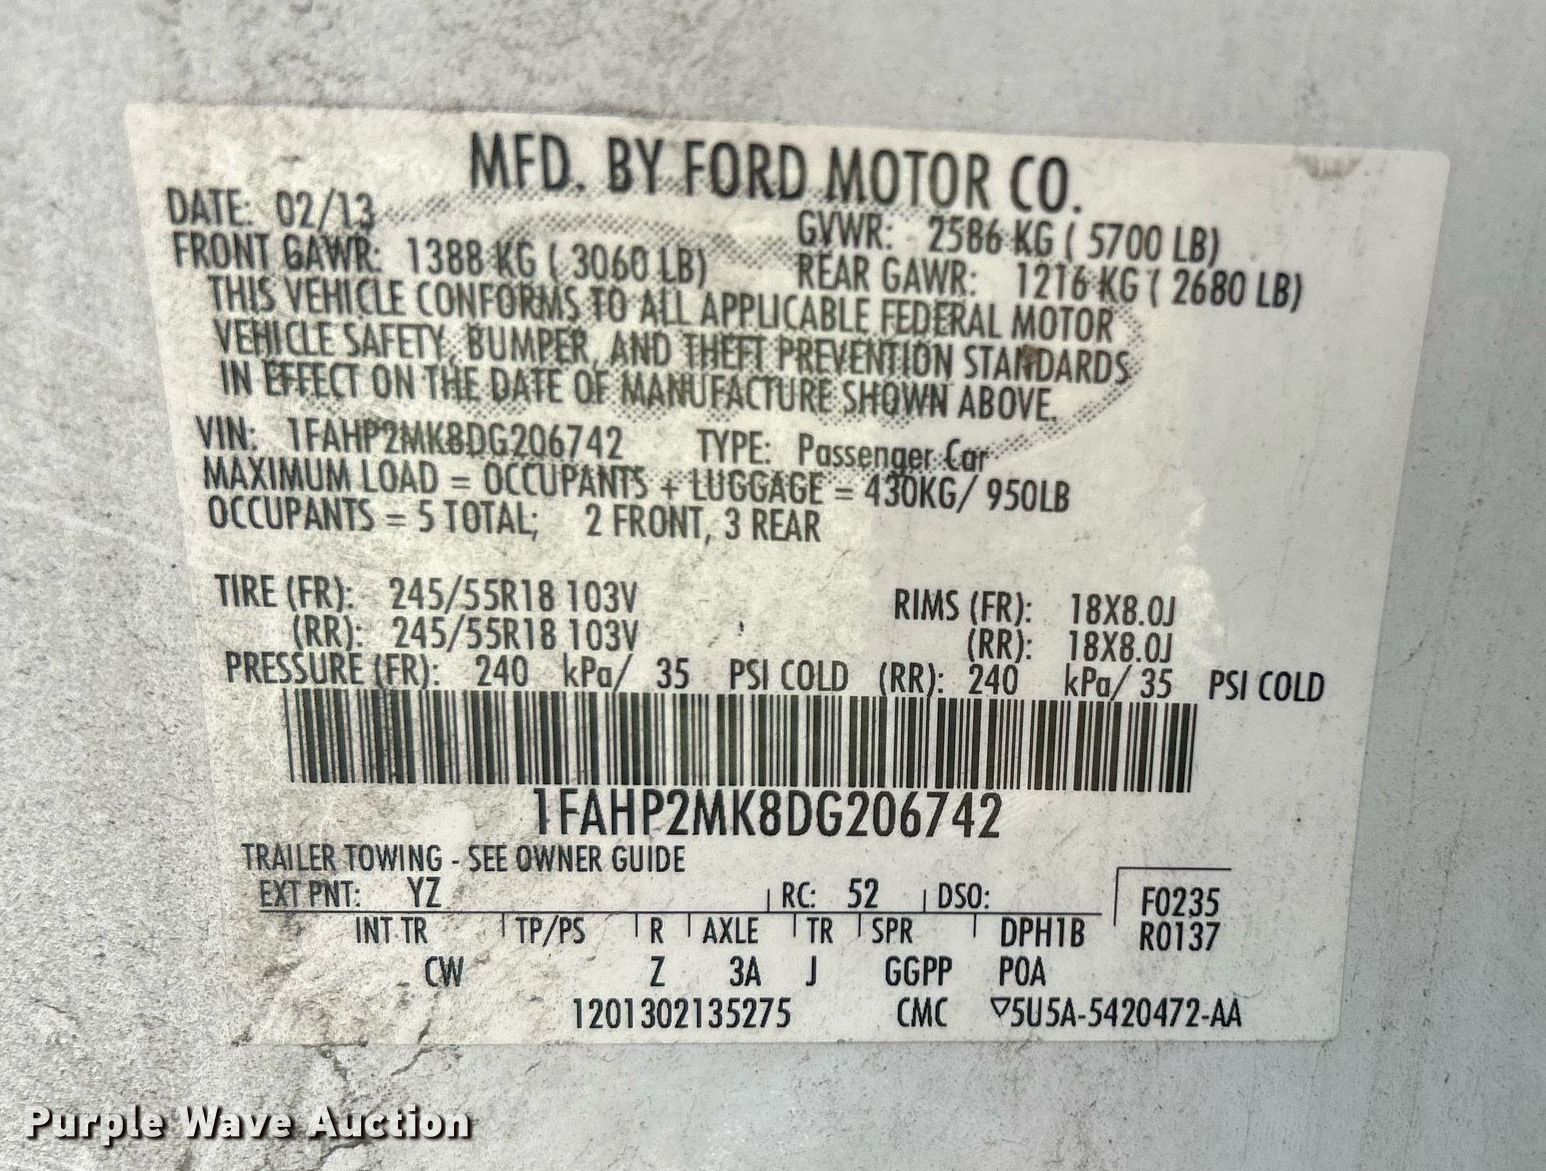 MFD. BY FORD MOTOR CO.
DATE: 02/13 GVWR: 2586 KG ( 5700 LB)
FRONT GAWR: 1388 KG ( 3060 LB) REAR GAWR: 1216 KG ( 2680 LB)
THIS VEHICLE CONFORMS TO ALL APPLICABLE FEDERAL MOTOR
VEHICLE SAFETY, BUMPER, AND THEFT PREVENTION STANDARDS
IN EFFECT ON THE DATE OF MANUFACTURE SHOWN ABOVE.
VIN: 1FAHP2MK8DG206742 TYPE: Passenger Car
MAXIMUM LOAD = OCCUPANTS + LUGGAGE = 430KG/ 950LB
OCCUPANTS = 5 TOTAL; 2 FRONT, 3 REAR
TIRE (FR): 245/55R18 103V RIMS (FR): 18X8.0J
(RR): 245/55R18 103V (RR): 18X8.0J
PRESSURE (FR): 240 kPa/ 35 PSI COLD (RR): 240 kPa/ 35 PSI COLD
1FAHP2MK8DG206742
TRAILER TOWING - SEE OWNER GUIDE
EXT PNT: YZ RC: 52 DSO: F0235
INT TR TP/PS R AXLE TR SPR DPH1B R0137
CW Z 3A J GGPP P0A
1201302135275 CMC ▽5U5A-5420472-AA
Purple Wave Auction